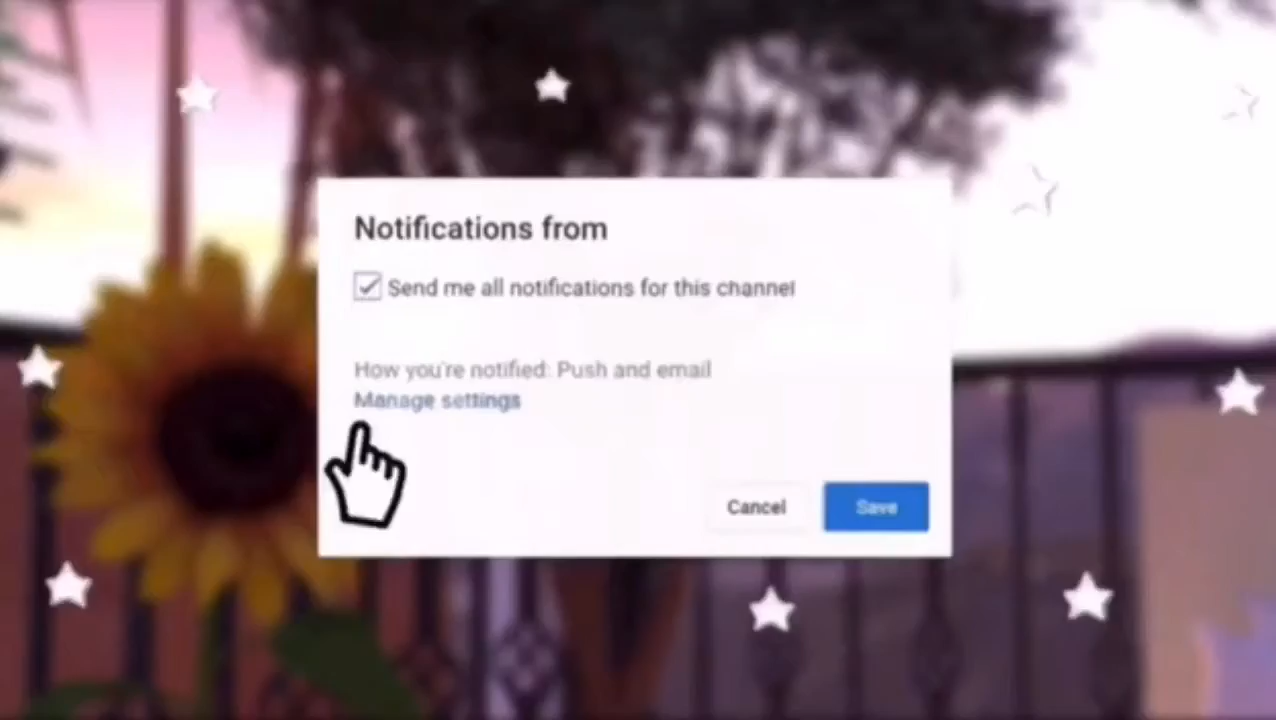 Notifications from
Send me all notifications for this channel
How you're notified: Push and email
Manage settings
Cancel
Save